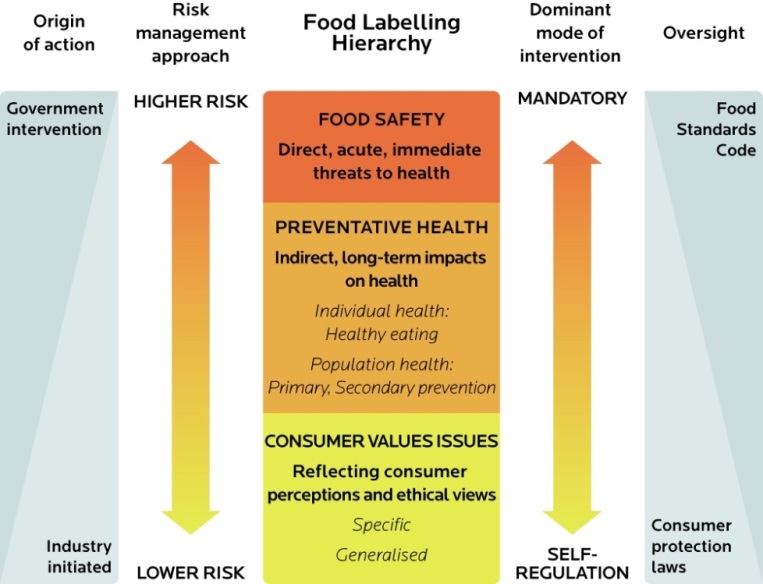 Origin
of action
Risk
management
approach
Food Labelling
Hierarchy
Dominant
mode of
intervention
Oversight
Government
intervention
HIGHER RISK
FOOD SAFETY
Direct, acute, immediate
threats to health
MANDATORY
Food
Standards
Code
PREVENTATIVE HEALTH
Indirect, long-term impacts
on health
Individual health:
Healthy eating
Population health:
Primary, Secondary prevention
CONSUMER VALUES ISSUES
Reflecting consumer
perceptions and ethical views
Specific
Generalised
Industry
initiated
LOWER RISK
SELF-
REGULATION
Consumer
protection
laws